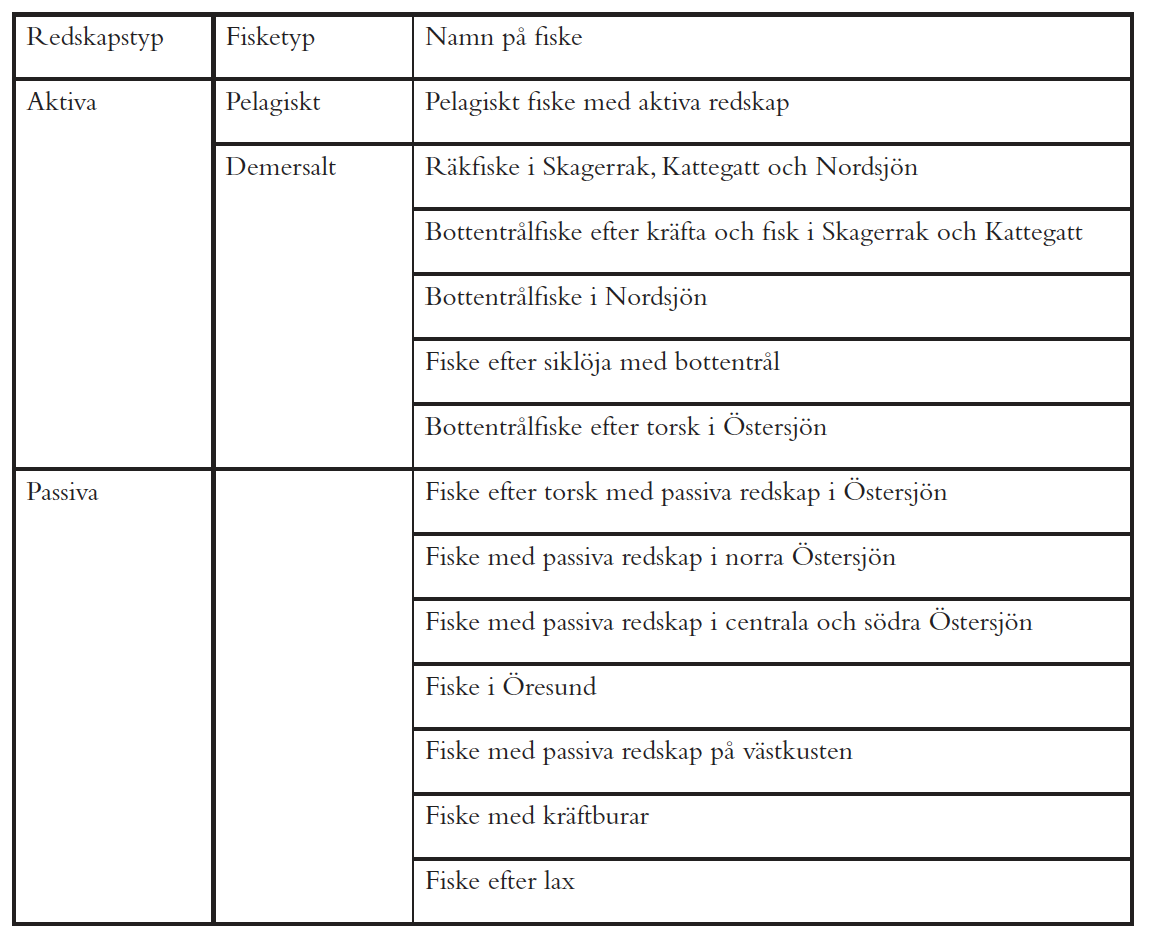 Redskapstyp Fisketyp Namn på fiske
Aktiva Pelagiskt Pelagiskt fiske med aktiva redskap
Demersalt Räkfiske i Skagerrak, Kattegatt och Nordsjön
Bottentrålfiske efter kräfta och fisk i Skagerrak och Kattegatt
Bottentrålfiske i Nordsjön
Fiske efter siklöja med bottentrål
Bottentrålfiske efter torsk i Östersjön
Passiva Fiske efter torsk med passiva redskap i Östersjön
Fiske med passiva redskap i norra Östersjön
Fiske med passiva redskap i centrala och södra Östersjön
Fiske i Öresund
Fiske med passiva redskap på västkusten
Fiske med kräftburar
Fiske efter lax